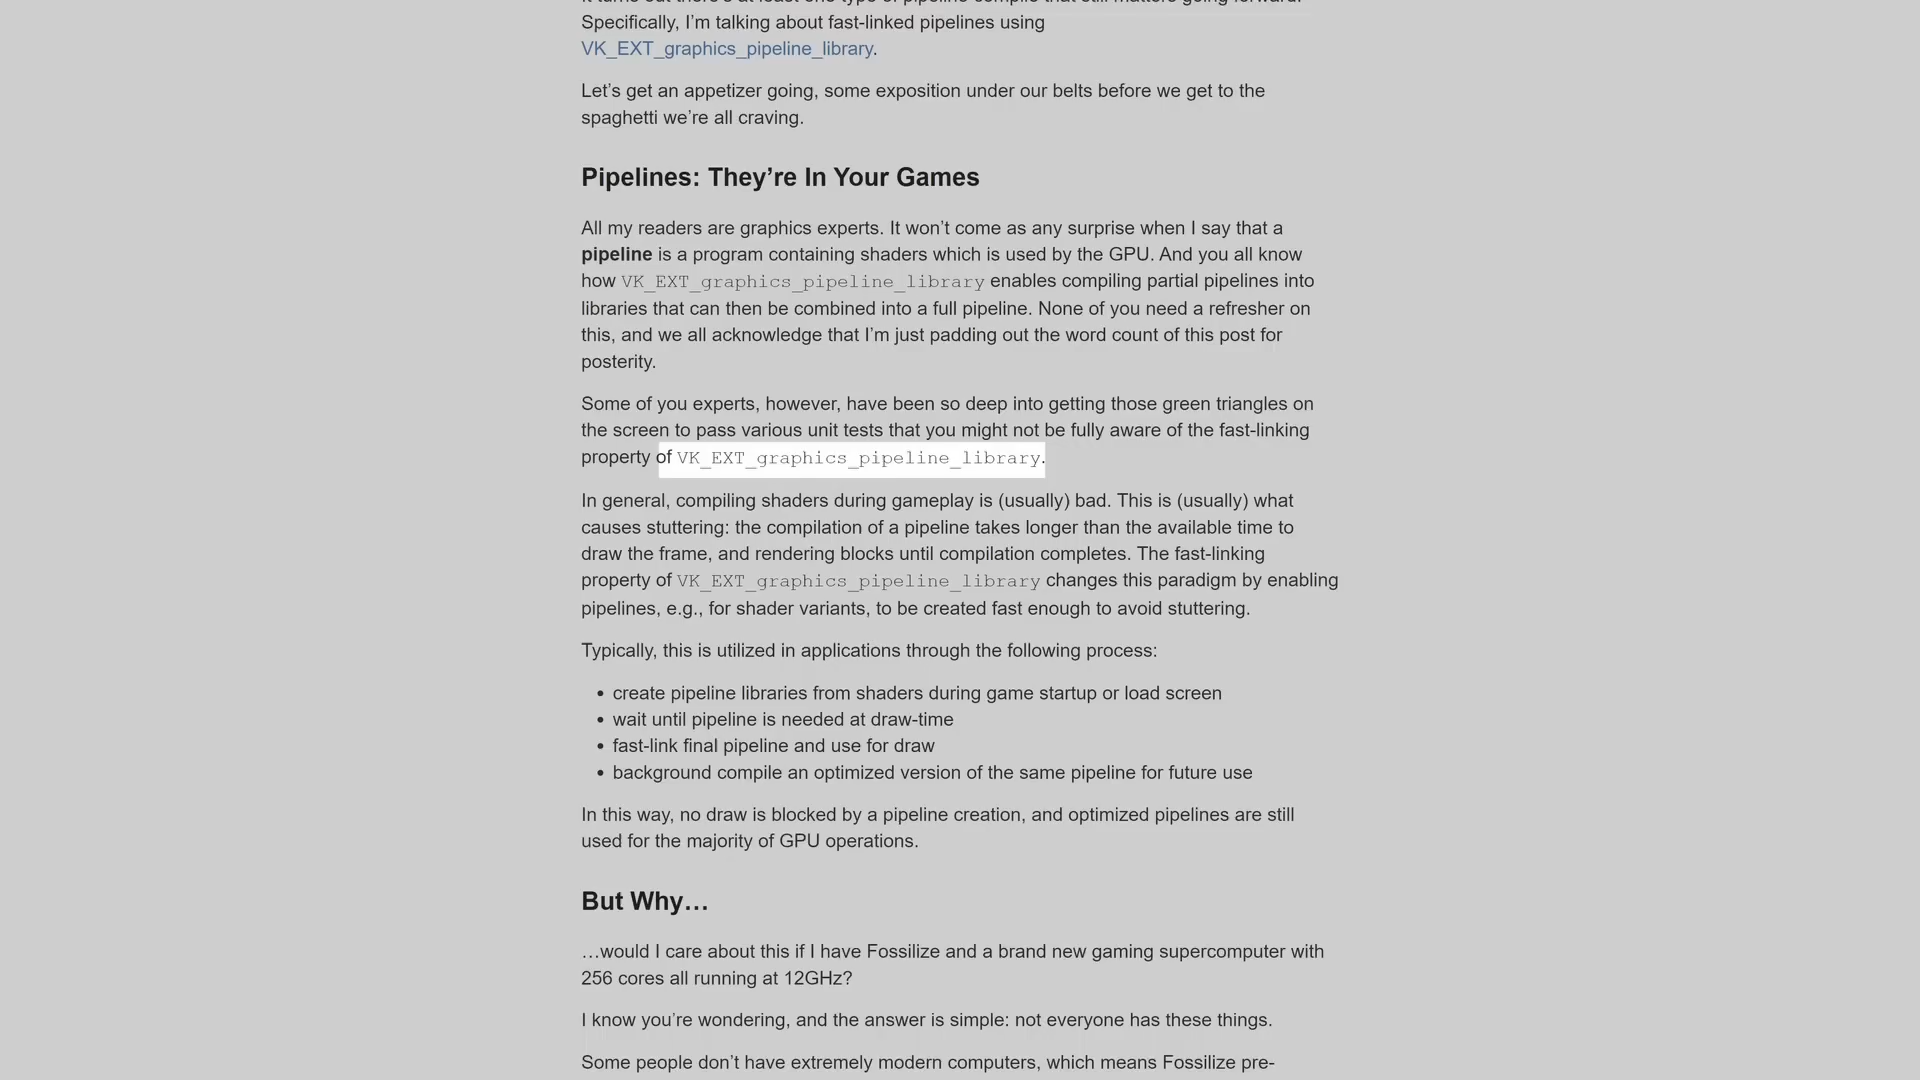 Specifically, I’m talking about fast-linked pipelines using
VK_EXT_graphics_pipeline_library.
Let’s get an appetizer going, some exposition under our belts before we get to the
spaghetti we’re all craving.
Pipelines: They’re In Your Games
All my readers are graphics experts. It won’t come as any surprise when I say that a
pipeline is a program containing shaders which is used by the GPU. And you all know
how VK_EXT_graphics_pipeline_library enables compiling partial pipelines into
libraries that can then be combined into a full pipeline. None of you need a refresher on
this, and we all acknowledge that I’m just padding out the word count of this post for
posterity.
Some of you experts, however, have been so deep into getting those green triangles on
the screen to pass various unit tests that you might not be fully aware of the fast-linking
property of VK_EXT_graphics_pipeline_library.
In general, compiling shaders during gameplay is (usually) bad. This is (usually) what
causes stuttering: the compilation of a pipeline takes longer than the available time to
draw the frame, and rendering blocks until compilation completes. The fast-linking
property of VK_EXT_graphics_pipeline_library changes this paradigm by enabling
pipelines, e.g., for shader variants, to be created fast enough to avoid stuttering.
Typically, this is utilized in applications through the following process:
• create pipeline libraries from shaders during game startup or load screen
• wait until pipeline is needed at draw-time
• fast-link final pipeline and use for draw
• background compile an optimized version of the same pipeline for future use
In this way, no draw is blocked by a pipeline creation, and optimized pipelines are still
used for the majority of GPU operations.
But Why…
…would I care about this if I have Fossilize and a brand new gaming supercomputer with
256 cores all running at 12GHz?
I know you’re wondering, and the answer is simple: not everyone has these things.
Some people don’t have extremely modern computers, which means Fossilize pre-